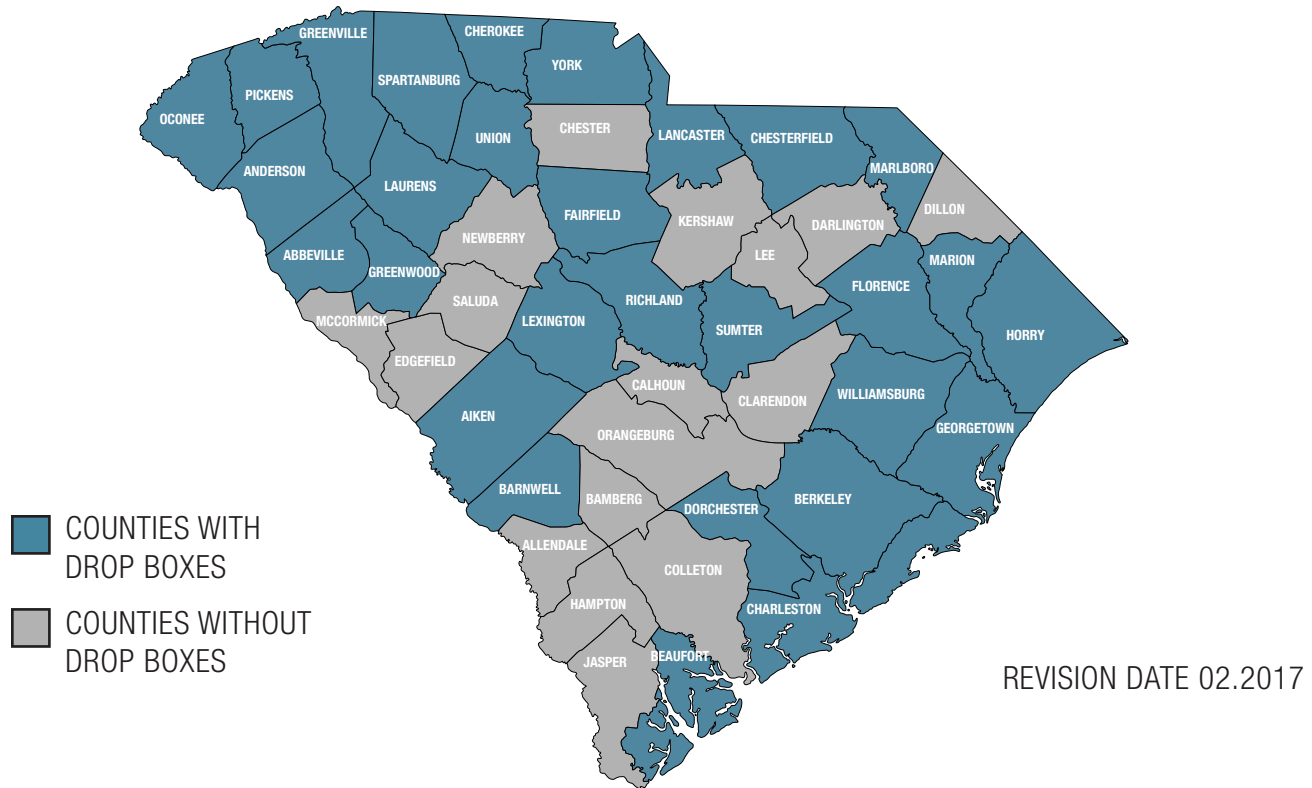 GREENVILLE
CHEROKEE
YORK
SPARTANBURG
PICKENS
OCONEE
CHESTER
UNION
LANCASTER
CHESTERFIELD
MARLBORO
ANDERSON
LAURENS
DILLON
FAIRFIELD
KERSHAW
DARLINGTON
NEWBERRY
LEE
ABBEVILLE
MARION
GREENWOOD
FLORENCE
SALUDA
RICHLAND
MCCORMICK
LEXINGTON
SUMTER
HORRY
EDGEFIELD
CALHOUN
WILLIAMSBURG
CLARENDON
AIKEN
GEORGETOWN
ORANGEBURG
BARNWELL
BAMBERG
BERKELEY
DORCHESTER
ALLENDALE
COLLETON
HAMPTON
CHARLESTON
JASPER
BEAUFORT
COUNTIES WITH
DROP BOXES
COUNTIES WITHOUT
DROP BOXES
REVISION DATE 02.2017